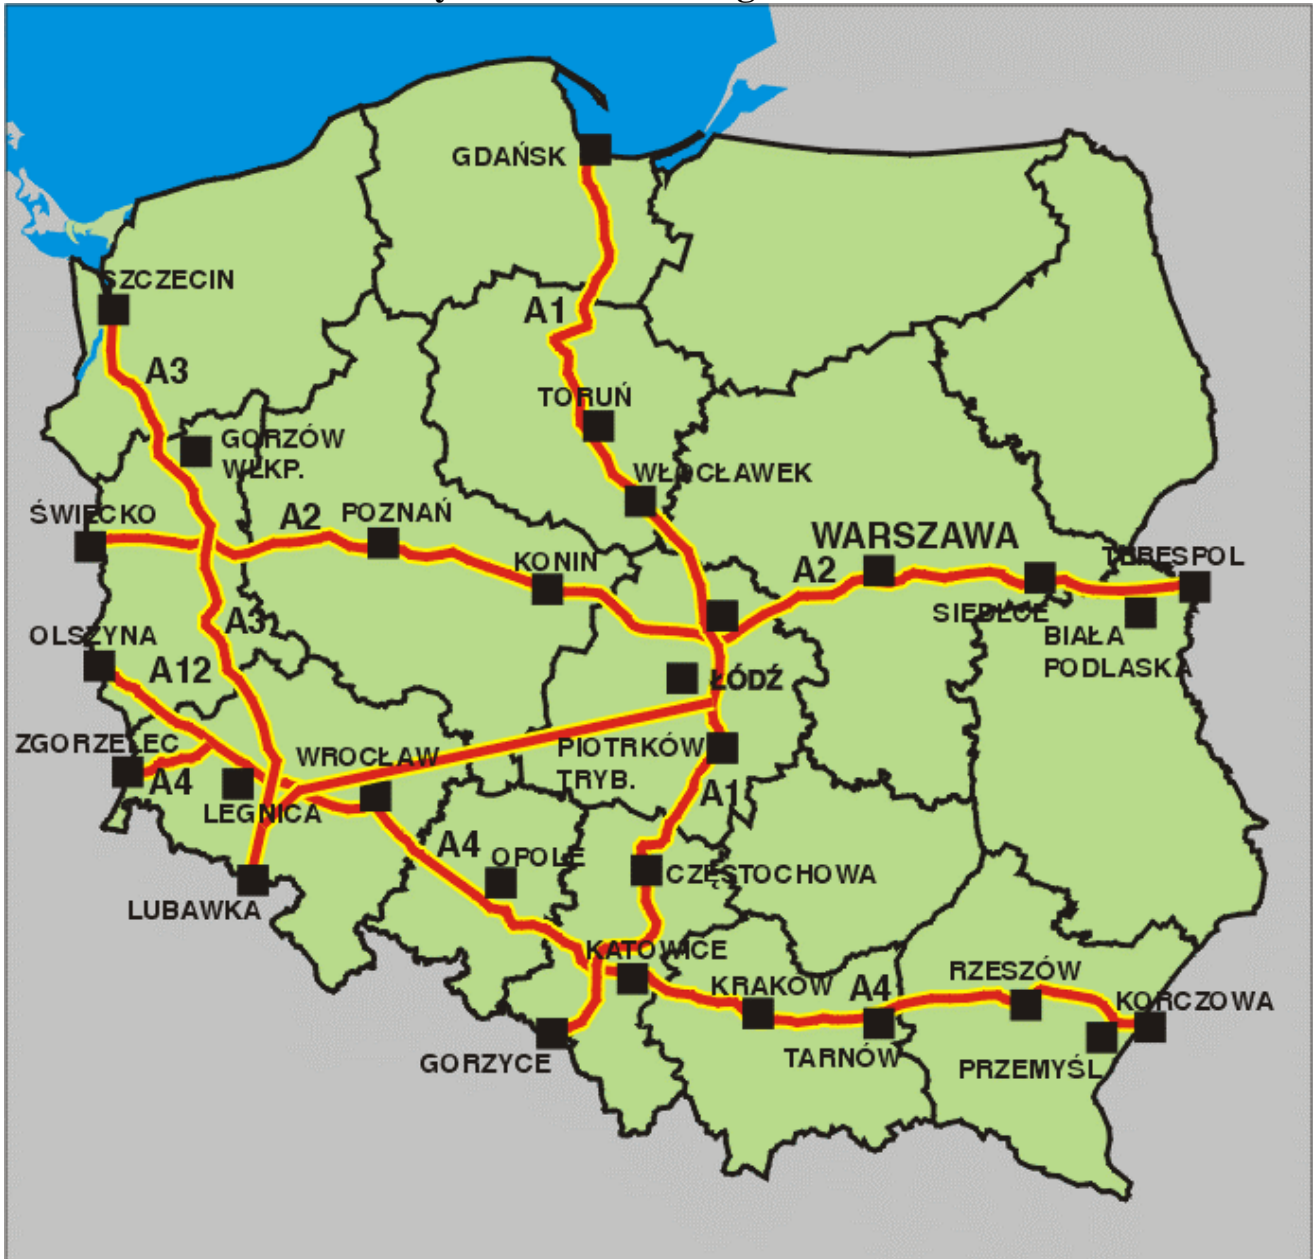 GDAŃSK
SZCZECIN
A1
A3
TORUŃ
GORZÓW
WLKP.
WŁOCŁAWEK
ŚWIECKO
A2
POZNAŃ
WARSZAWA
KONIN
A2
TERESPOL
SIEDLCE
OLSZYNA
A3
BIAŁA
PODLASKA
A12
ŁÓDŹ
ZGORZELEC
WROCŁAW
PIOTRKÓW
TRYB.
A4
A1
LEGNICA
A4
OPOLE
CZĘSTOCHOWA
LUBAWKA
KATOWICE
RZESZÓW
KRAKÓW
A4
KORCZOWA
GORZYCE
TARNÓW
PRZEMYŚL